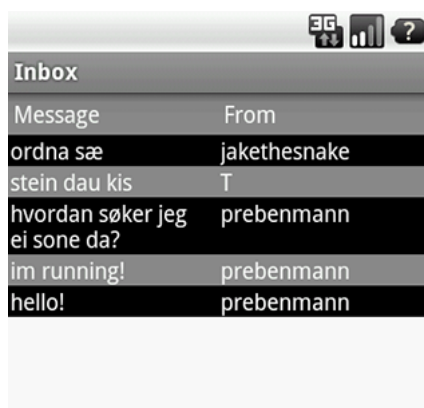 3G
?
Inbox
Message From
ordna sæ jakethesnake
stein dau kis T
hvordan søker jeg prebenmann
ei sone da?
im running! prebenmann
hello! prebenmann